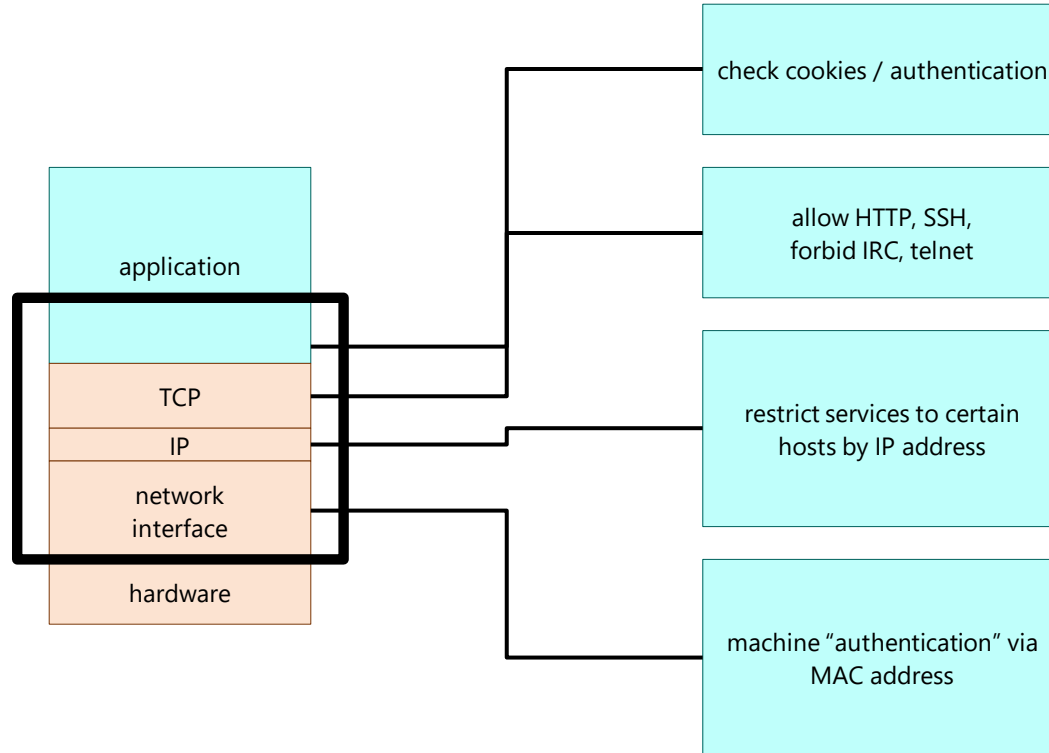 application
TCP
IP
network
interface
hardware
check cookies / authentication
allow HTTP, SSH,
forbid IRC, telnet
restrict services to certain
hosts by IP address
machine “authentication” via
MAC address